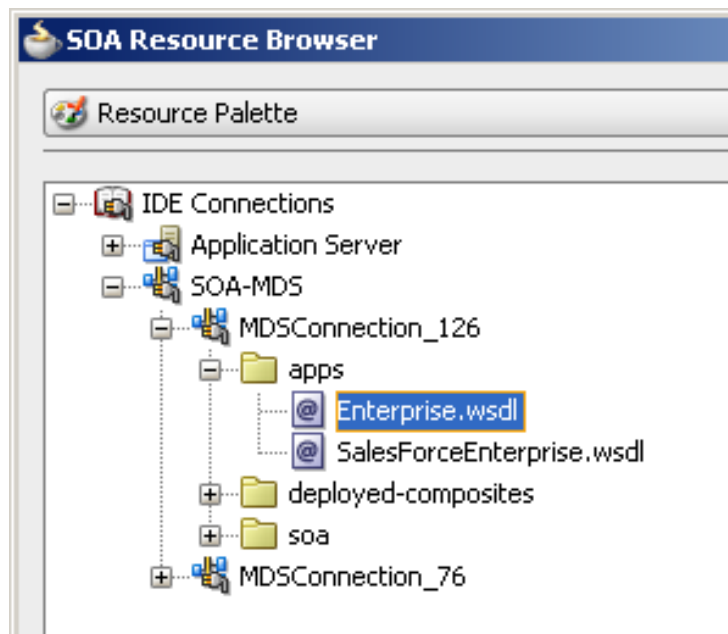 SOA Resource Browser
Resource Palette
IDE Connections
Application Server
SOA-MDS
MDSConnection_126
apps
Enterprise.wsdl
SalesForceEnterprise.wsdl
deployed-composites
soa
MDSConnection_76